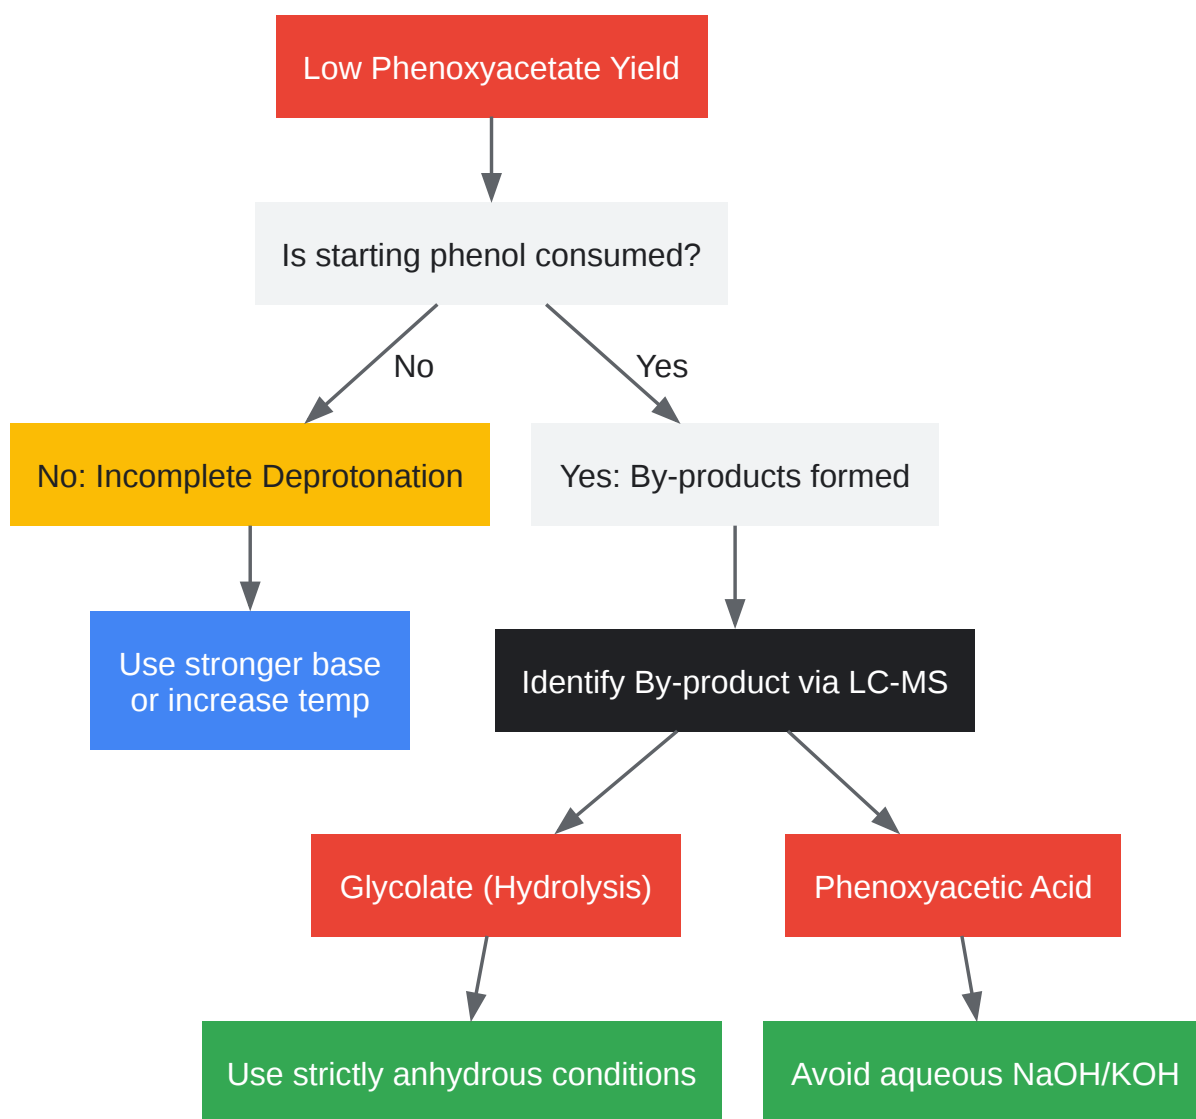 Low Phenoxyacetate Yield
Is starting phenol consumed?
No
Yes
No: Incomplete Deprotonation
Yes: By-products formed
Use stronger base
or increase temp
Identify By-product via LC-MS
Glycolate (Hydrolysis)
Phenoxyacetic Acid
Use strictly anhydrous conditions
Avoid aqueous NaOH/KOH